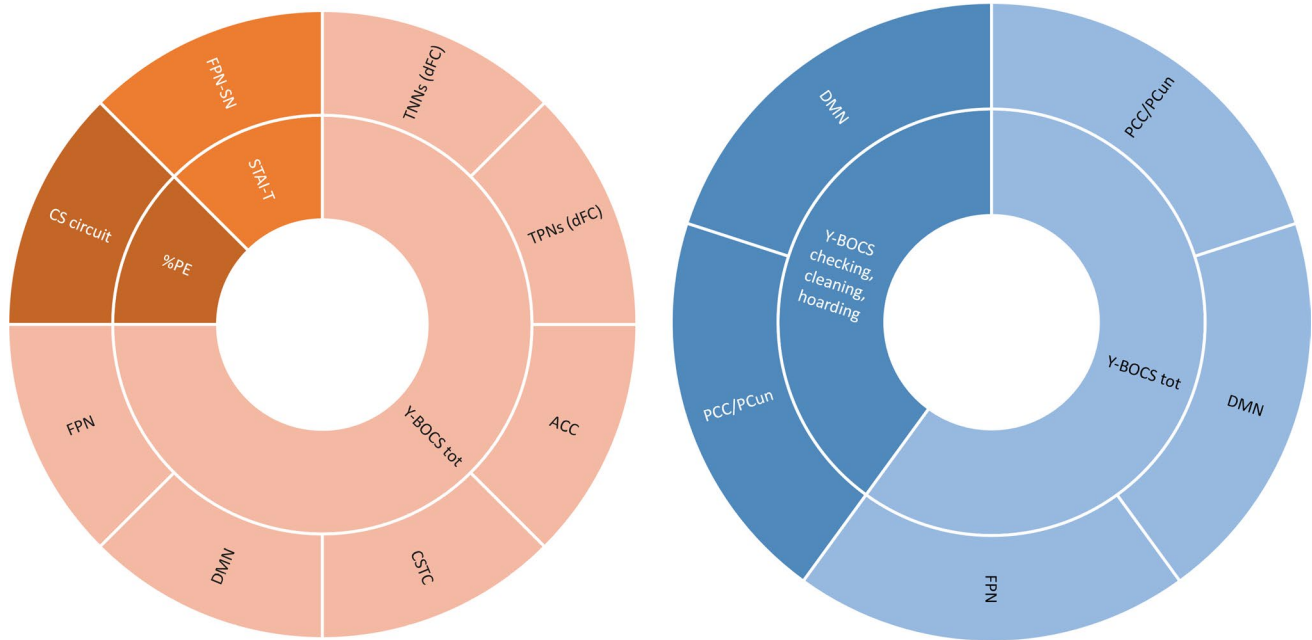 FPN-SN
TNNs (dFC)
TPNs (dFC)
ACC
CSTC
DMN
FPN
CS circuit
STAI-T
%PE
Y-BOCS tot
DMN
PCC/PCun
DMN
FPN
PCC/PCun
Y-BOCS
checking,
cleaning,
hoarding
Y-BOCS tot